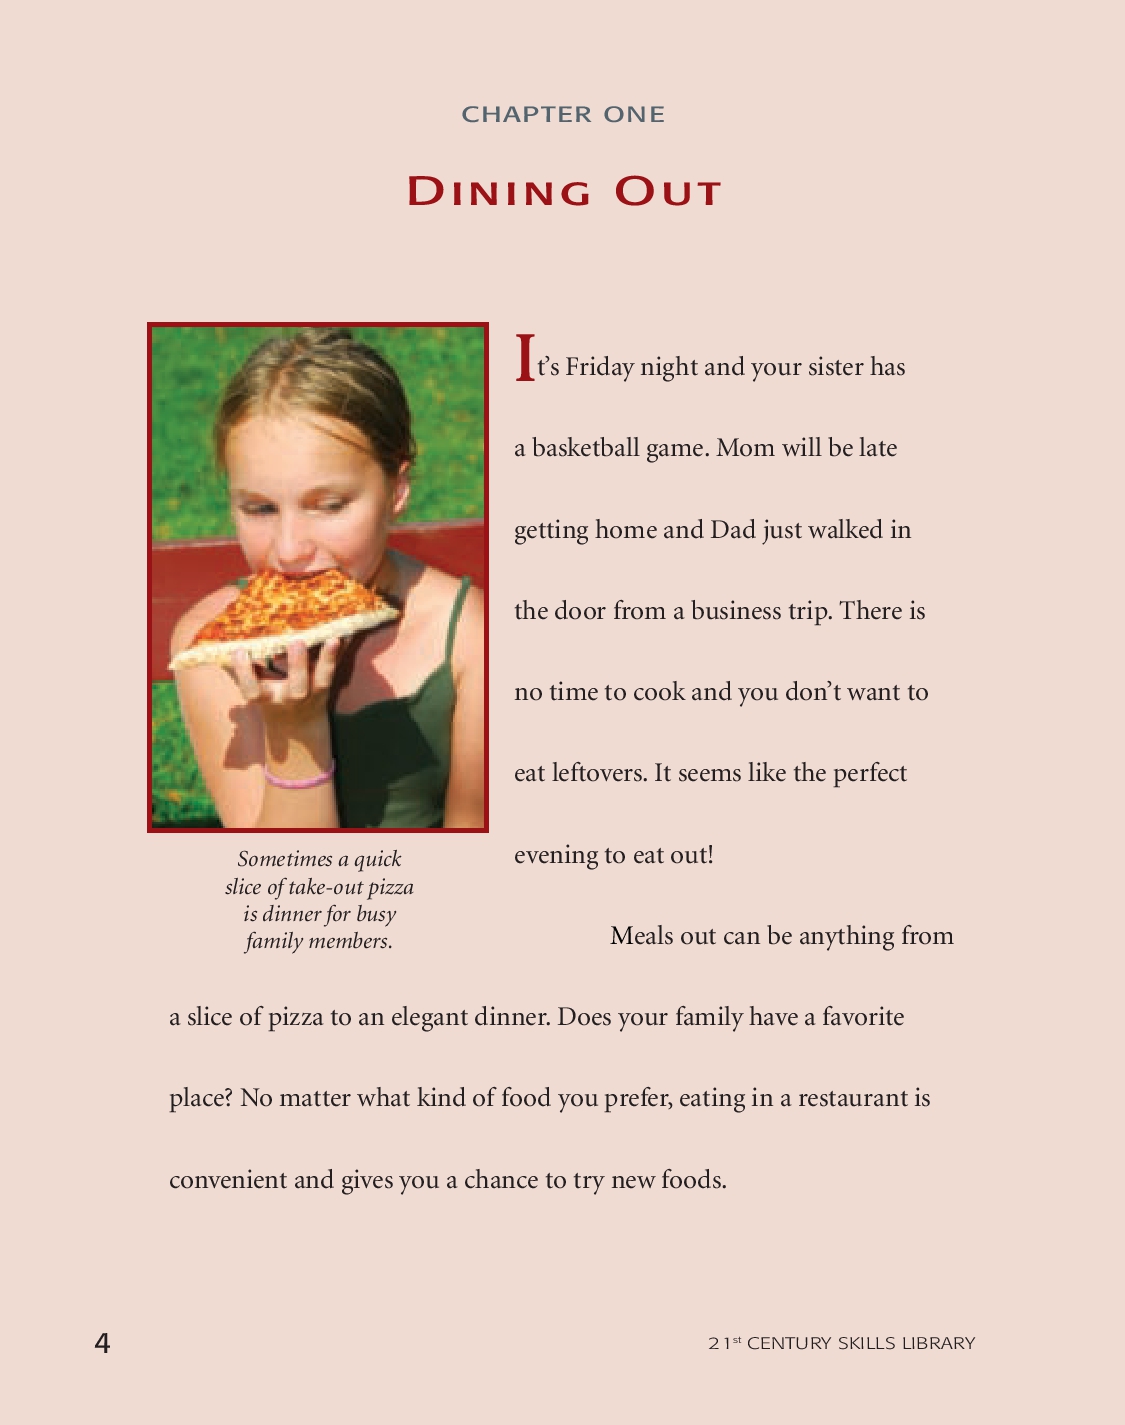 CHAPTER ONE
DINING OUT
It’s Friday night and your sister has
a basketball game. Mom will be late
getting home and Dad just walked in
the door from a business trip. There is
no time to cook and you don’t want to
eat leftovers. It seems like the perfect
evening to eat out!
Sometimes a quick
slice of take-out pizza
is dinner for busy
family members.
Meals out can be anything from
a slice of pizza to an elegant dinner. Does your family have a favorite
place? No matter what kind of food you prefer, eating in a restaurant is
convenient and gives you a chance to try new foods.
4
21st CENTURY SKILLS LIBRARY